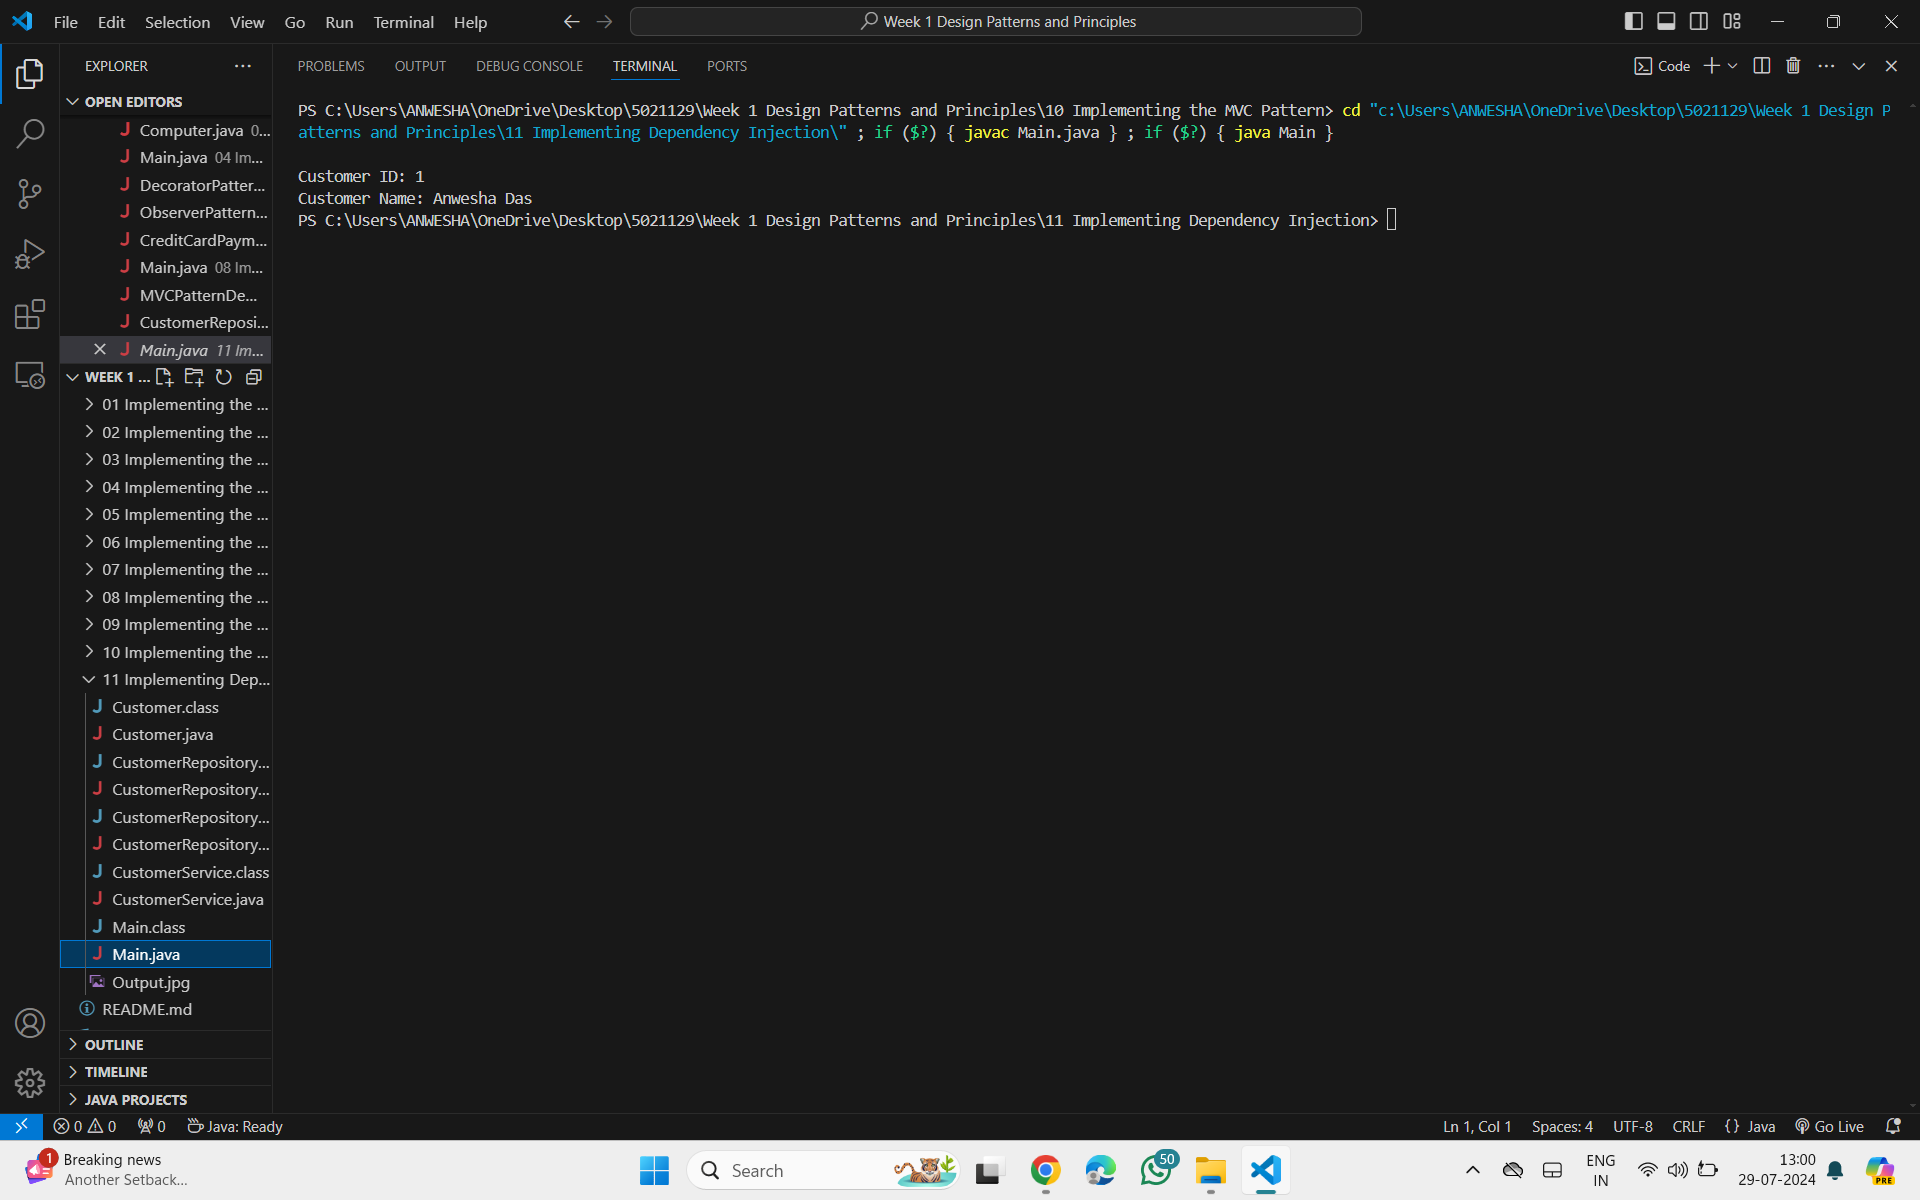 File Edit Selection View Go Run Terminal Help
Week 1 Design Patterns and Principles
EXPLORER
OPEN EDITORS
Computer.java 0...
Main.java 04 Im...
DecoratorPatter...
ObserverPattern...
CreditCardPaym...
Main.java 08 Im...
MVCPatternDe...
CustomerReposi...
Main.java 11 Im...
WEEK 1 ...
01 Implementing the ...
02 Implementing the ...
03 Implementing the ...
04 Implementing the ...
05 Implementing the ...
06 Implementing the ...
07 Implementing the ...
08 Implementing the ...
09 Implementing the ...
10 Implementing the ...
11 Implementing Dep...
Customer.class
Customer.java
CustomerRepository...
CustomerRepository...
CustomerRepository...
CustomerRepository...
CustomerService.class
CustomerService.java
Main.class
Main.java
Output.jpg
README.md
OUTLINE
TIMELINE
JAVA PROJECTS
PROBLEMS OUTPUT DEBUG CONSOLE TERMINAL PORTS
Code
PS C:\Users\ANWESHA\OneDrive\Desktop\5021129\Week 1 Design Patterns and Principles\10 Implementing the MVC Pattern> cd "c:\Users\ANWESHA\OneDrive\Desktop\5021129\Week 1 Design P
atterns and Principles\11 Implementing Dependency Injection\" ; if ($?) { javac Main.java } ; if ($?) { java Main }
Customer ID: 1
Customer Name: Anwesha Das
PS C:\Users\ANWESHA\OneDrive\Desktop\5021129\Week 1 Design Patterns and Principles\11 Implementing Dependency Injection>
0 0 0 Java: Ready
Ln 1, Col 1 Spaces: 4 UTF-8 CRLF {} Java Go Live
1
Breaking news
Another Setback...
Search
50
PRE
ENG
IN
13:00
29-07-2024